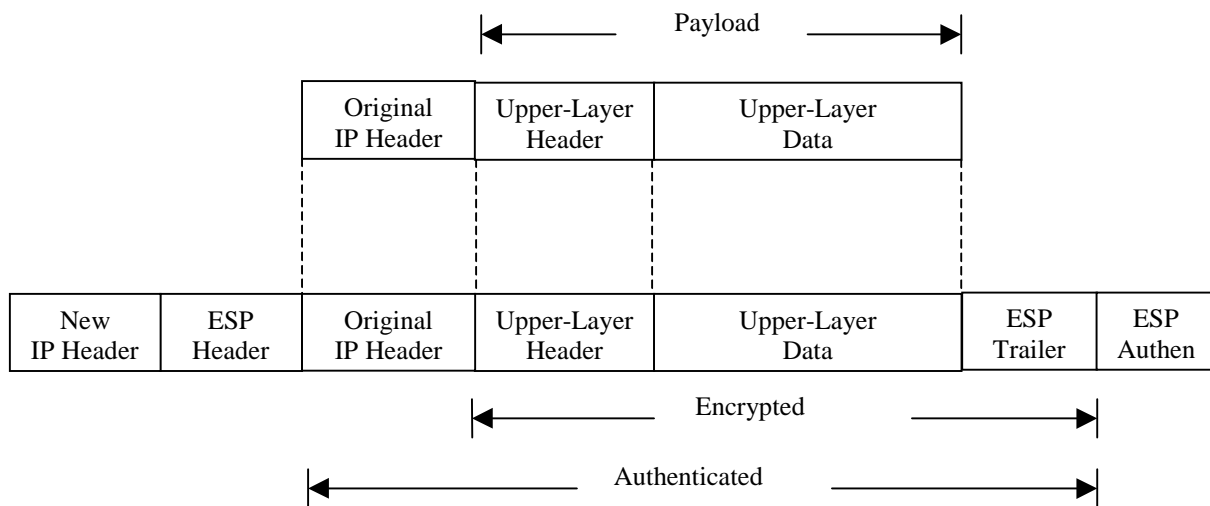 Payload
Original
IP Header
Upper-Layer
Header
Upper-Layer
Data
New
IP Header
ESP
Header
Original
IP Header
Upper-Layer
Header
Upper-Layer
Data
ESP
Trailer
ESP
Authen
Encrypted
Authenticated